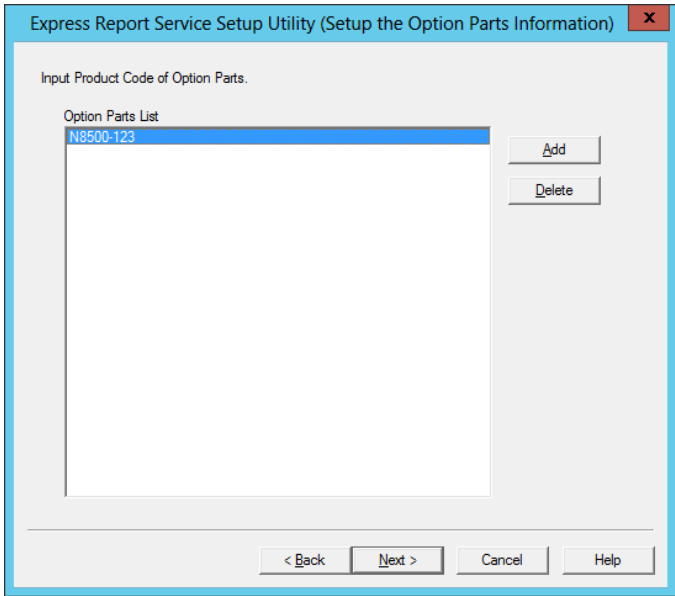 Express Report Service Setup Utility (Setup the Option Parts Information)
x
Input Product Code of Option Parts.
Option Parts List
N8500-123
Add
Delete
< Back
Next >
Cancel
Help